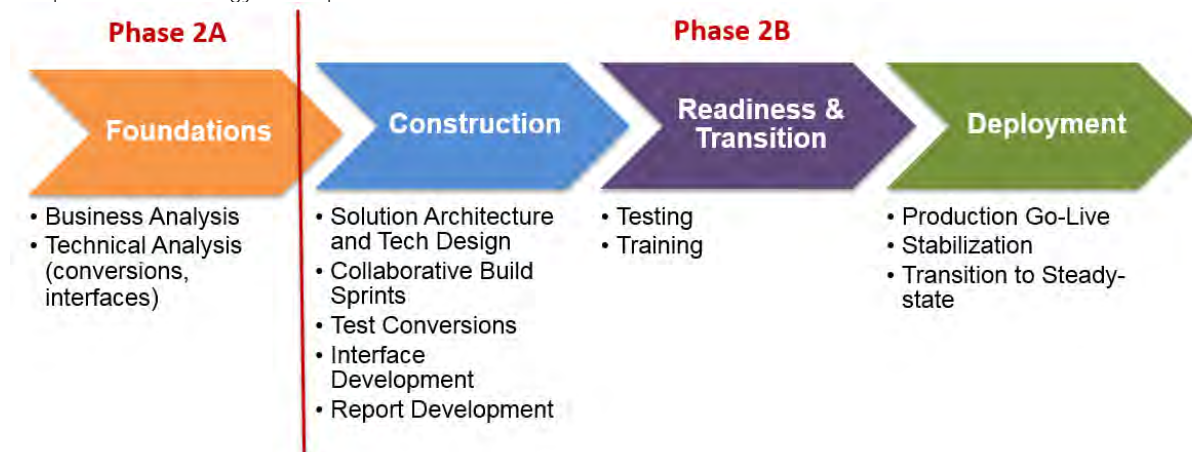 Phase 2A
Phase 2B
Foundations
Construction
Readiness &
Transition
Deployment
• Business Analysis
• Technical Analysis
(conversions,
interfaces)
• Solution Architecture
and Tech Design
• Collaborative Build
Sprints
• Test Conversions
• Interface
Development
• Report Development
• Testing
• Training
• Production Go-Live
• Stabilization
• Transition to Steady-
state